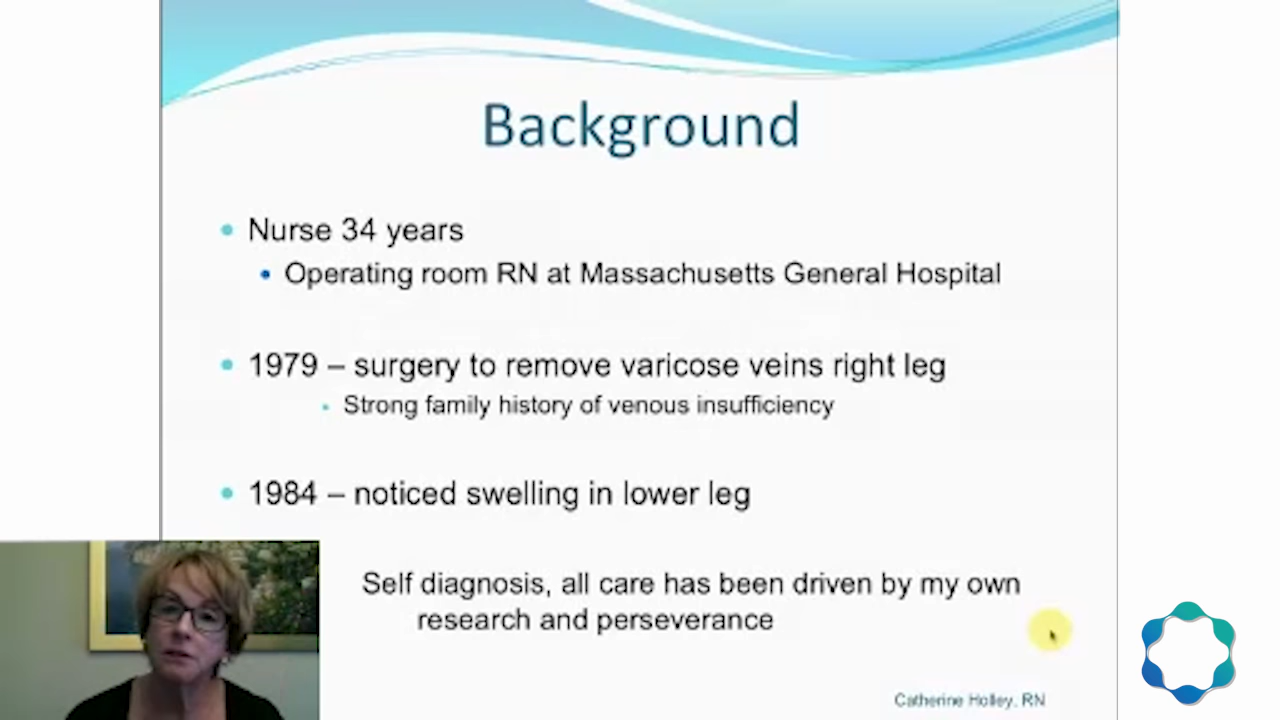 Background
Nurse 34 years
Operating room RN at Massachusetts General Hospital
1979 – surgery to remove varicose veins right leg
Strong family history of venous insufficiency
1984 – noticed swelling in lower leg
Self diagnosis, all care has been driven by my own
research and perseverance
Catherine Holley, RN